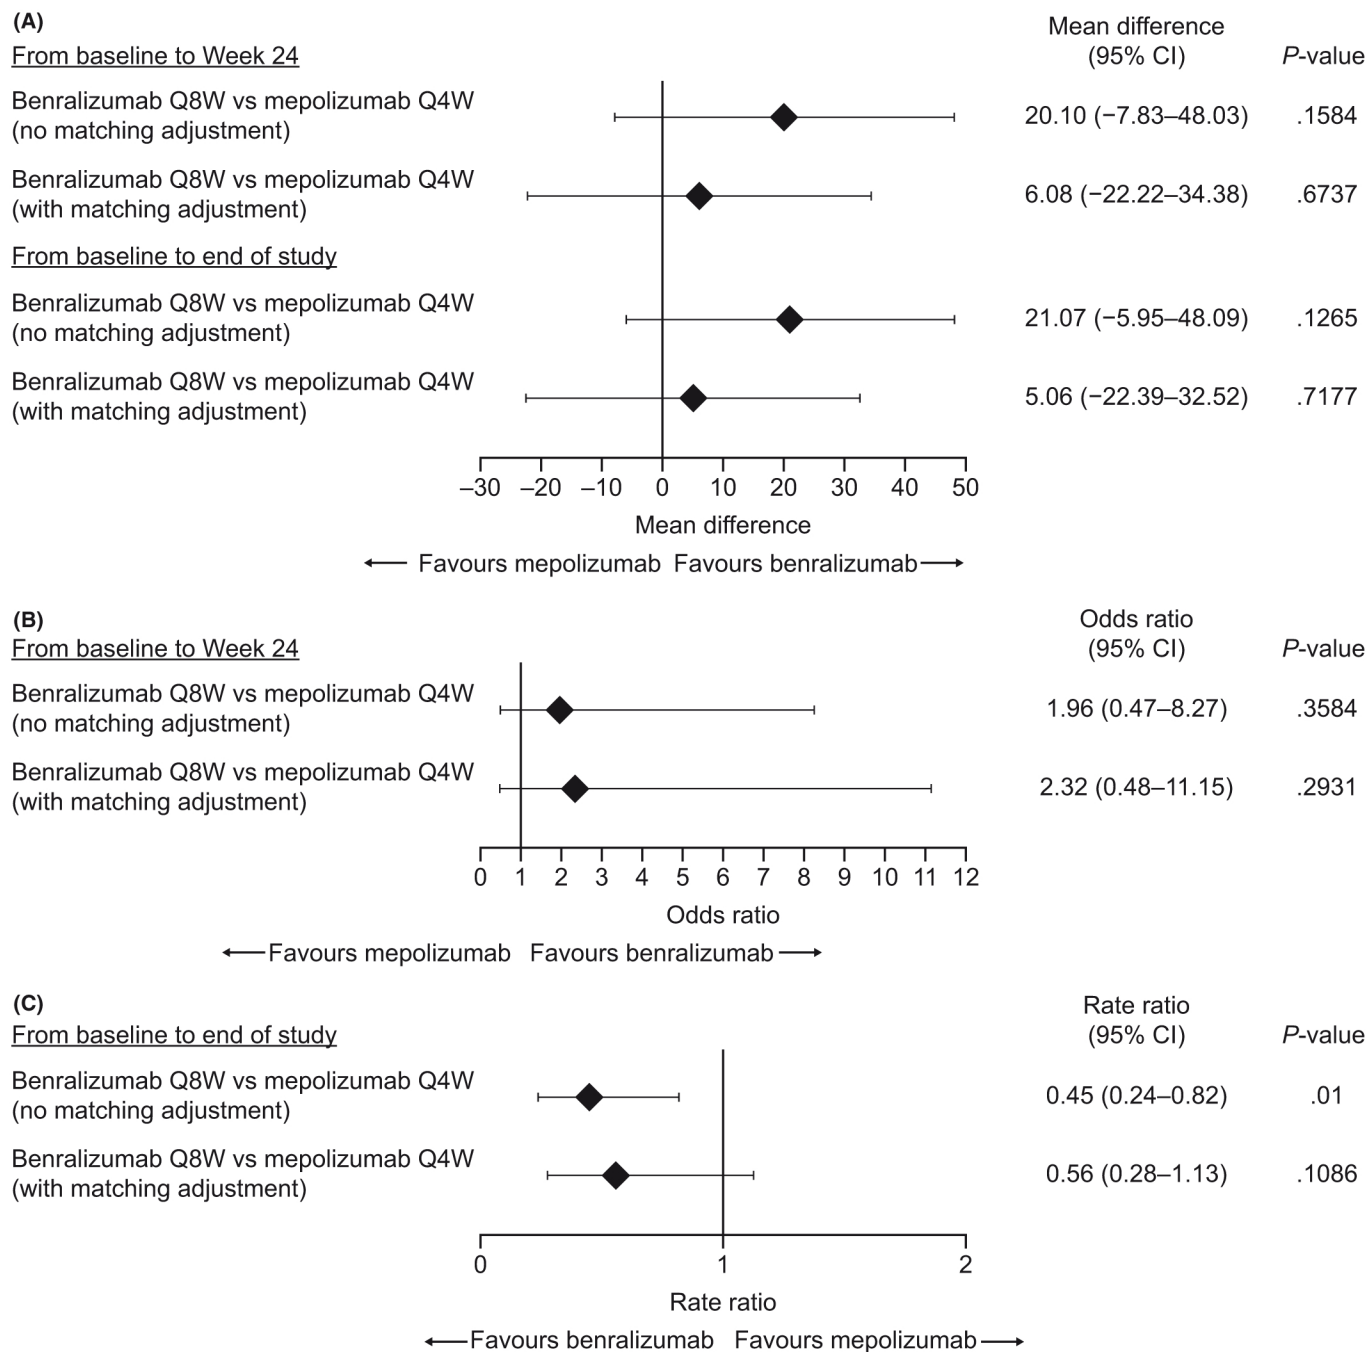 (A)
Mean difference
From baseline to Week 24 (95% CI) P-value
Benralizumab Q8W vs mepolizumab Q4W
(no matching adjustment) 20.10 (−7.83–48.03) .1584
Benralizumab Q8W vs mepolizumab Q4W
(with matching adjustment) 6.08 (−22.22–34.38) .6737
From baseline to end of study
Benralizumab Q8W vs mepolizumab Q4W
(no matching adjustment) 21.07 (−5.95–48.09) .1265
Benralizumab Q8W vs mepolizumab Q4W
(with matching adjustment) 5.06 (−22.39–32.52) .7177
–30 –20 –10 0 10 20 30 40 50
Mean difference
Favours mepolizumab Favours benralizumab
(B)
Odds ratio
From baseline to Week 24 (95% CI) P-value
Benralizumab Q8W vs mepolizumab Q4W
(no matching adjustment) 1.96 (0.47–8.27) .3584
Benralizumab Q8W vs mepolizumab Q4W
(with matching adjustment) 2.32 (0.48–11.15) .2931
0 1 2 3 4 5 6 7 8 9 10 11 12
Odds ratio
Favours mepolizumab Favours benralizumab
(C)
Rate ratio
From baseline to end of study (95% CI) P-value
Benralizumab Q8W vs mepolizumab Q4W
(no matching adjustment) 0.45 (0.24–0.82) .01
Benralizumab Q8W vs mepolizumab Q4W
(with matching adjustment) 0.56 (0.28–1.13) .1086
0 1 2
Rate ratio
Favours benralizumab Favours mepolizumab